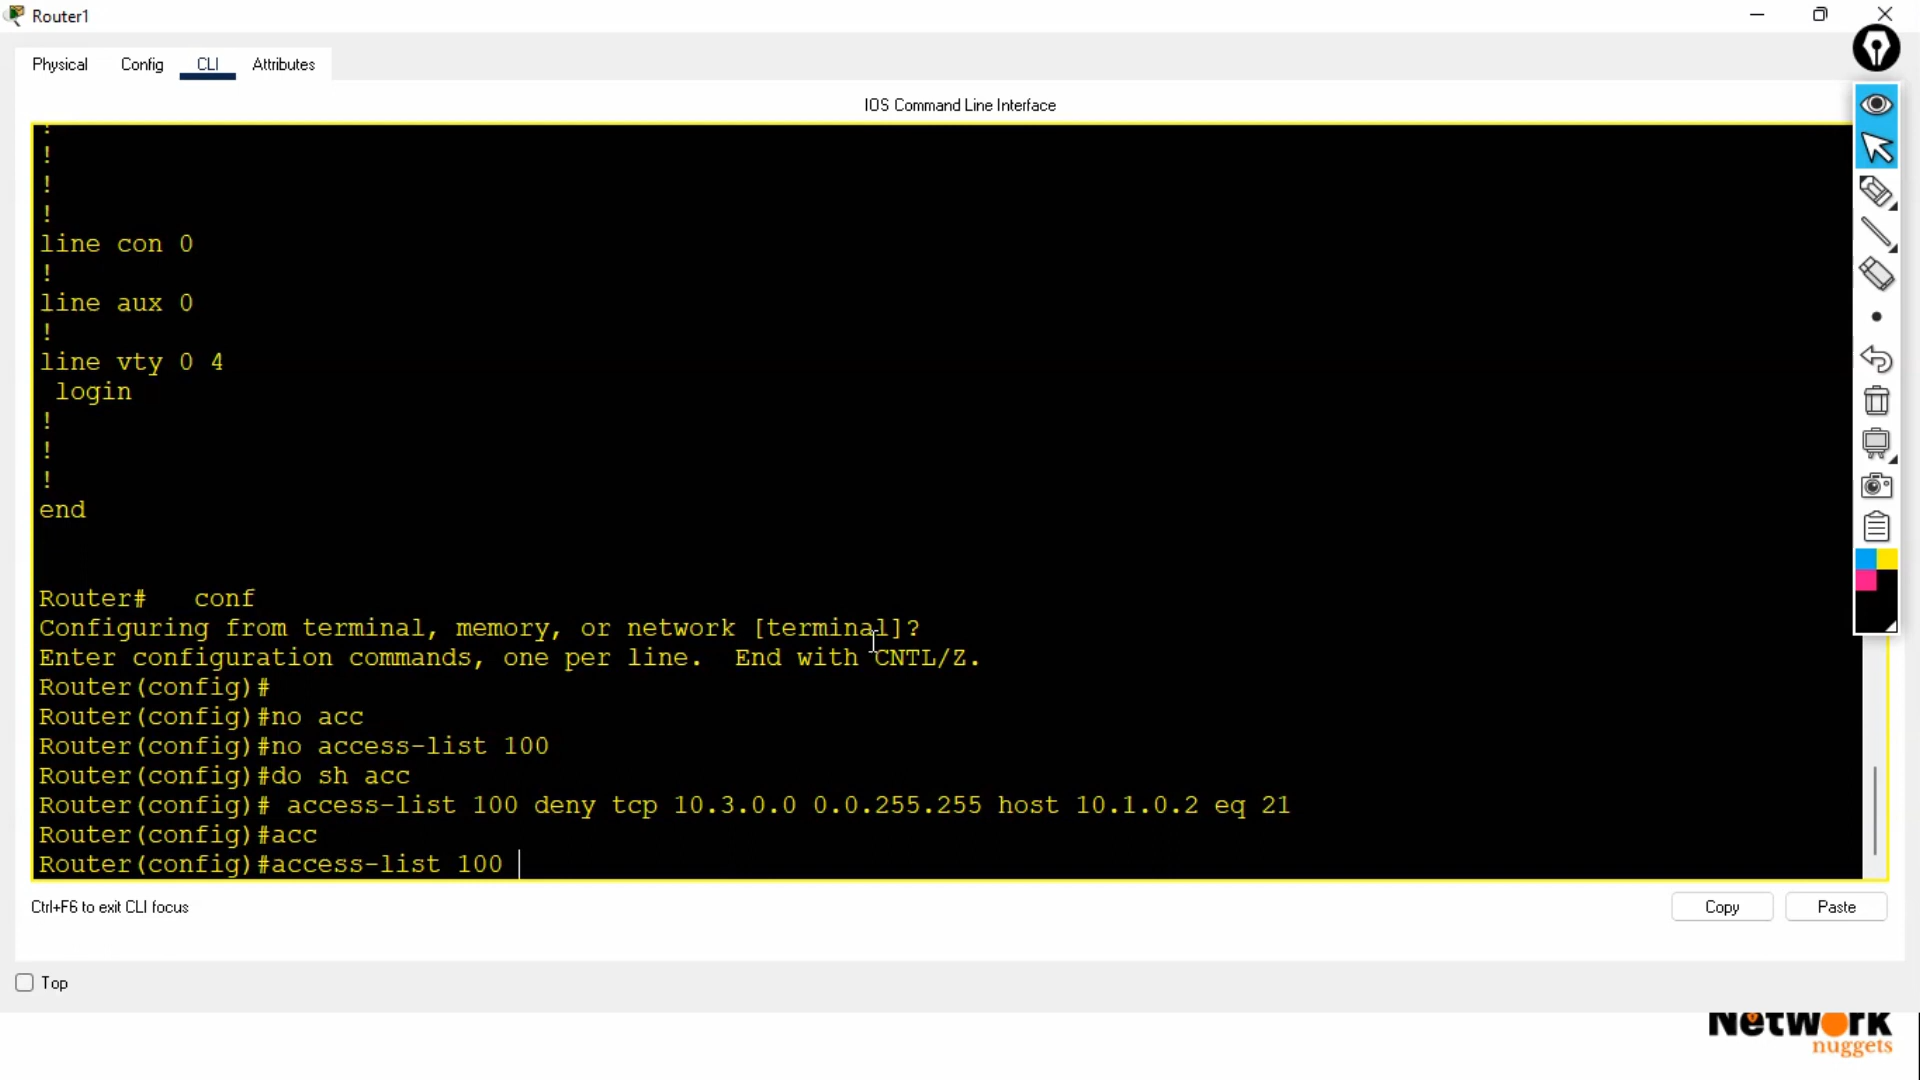 Router1
Physical Config CLI Attributes
IOS Command Line Interface
!
!
!
!
line con 0
!
line aux 0
!
line vty 0 4
login
!
!
!
end
Router#   conf
Configuring from terminal, memory, or network [terminal]?
Enter configuration commands, one per line.  End with CNTL/Z.
Router(config)#
Router(config)#no acc
Router(config)#no access-list 100
Router(config)#do sh acc
Router(config)# access-list 100 deny tcp 10.3.0.0 0.0.255.255 host 10.1.0.2 eq 21
Router(config)#acc
Router(config)#access-list 100
Ctrl+F6 to exit CLI focus
Copy Paste
Top
Network
nuggets